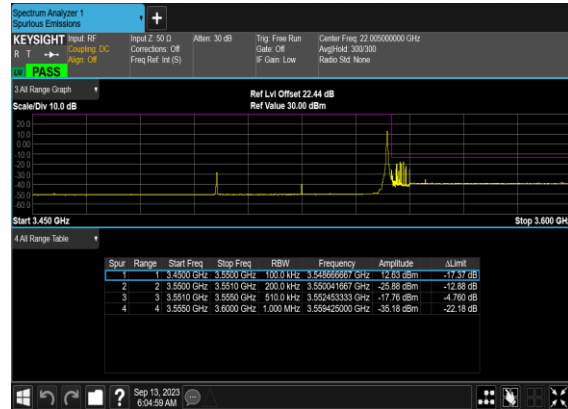 Spectrum Analyzer 1
Spurious Emissions
+
KEYSIGHT Input: RF Input Z: 50 Ω Atten: 30 dB Trig: Free Run Center Freq: 22.005000000 GHz
R T Coupling: DC Corrections: Off Gate: Off Avg|Hold: 300/300
Align: Off Freq Ref: Int (S) IF Gain: Low Radio Std: None
PASS
3 All Range Graph
Ref Lvl Offset 22.44 dB
Scale/Div 10.0 dB Ref Value 30.00 dBm
20.0
10.0
0.00
-10.0
-20.0
-30.0
-40.0
-50.0
-60.0
Start 3.450 GHz Stop 3.600 GHz
4 All Range Table
Spur Range Start Freq Stop Freq RBW Frequency Amplitude ΔLimit
1 1 3.4500 GHz 3.5500 GHz 100.0 kHz 3.548666667 GHz 12.63 dBm -17.37 dB
2 2 3.5500 GHz 3.5510 GHz 200.0 kHz 3.550041667 GHz -25.88 dBm -12.88 dB
3 3 3.5510 GHz 3.5550 GHz 510.0 kHz 3.552453333 GHz -17.76 dBm -4.760 dB
4 4 3.5550 GHz 3.6000 GHz 1.000 MHz 3.559425000 GHz -35.18 dBm -22.18 dB
? Sep 13, 2023
6:04:59 AM